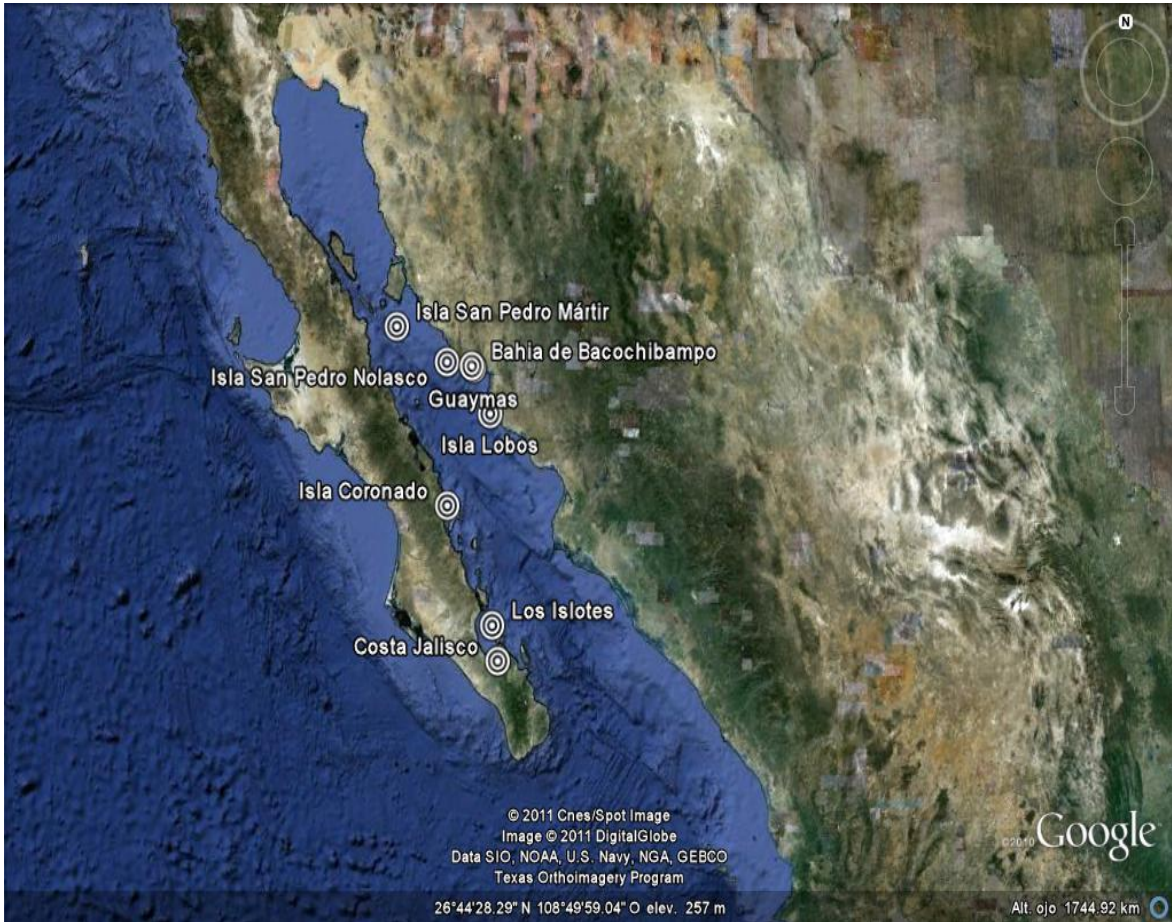 N
Isla San Pedro Mártir
Bahia de Bacochibampo
Isla San Pedro Nolasco
Guaymas
Isla Lobos
Isla Coronado
Los Islotes
Costa Jalisco
© 2011 Cnes/Spot Image
Image © 2011 DigitalGlobe
Data SIO, NOAA, U.S. Navy, NGA, GEBCO
Texas Orthoimagery Program
©2010 Google
26°44'28.29" N 108°49'59.04" O elev. 257 m
Alt. ojo 1744.92 km